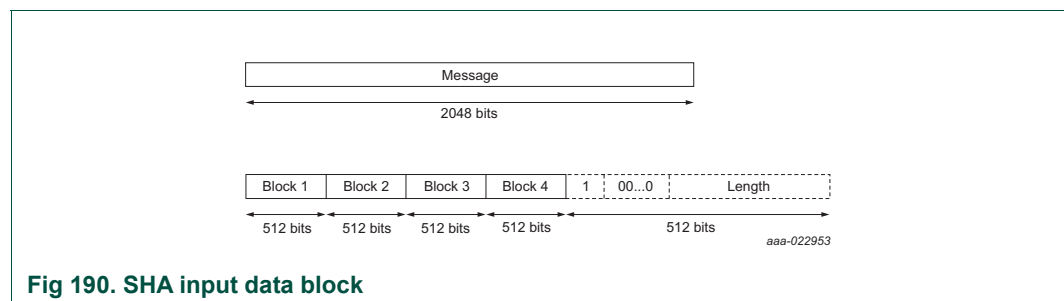 Message
2048 bits
Block 1 Block 2 Block 3 Block 4 1 00...0 Length
512 bits 512 bits 512 bits 512 bits 512 bits
aaa-022953
Fig 190. SHA input data block